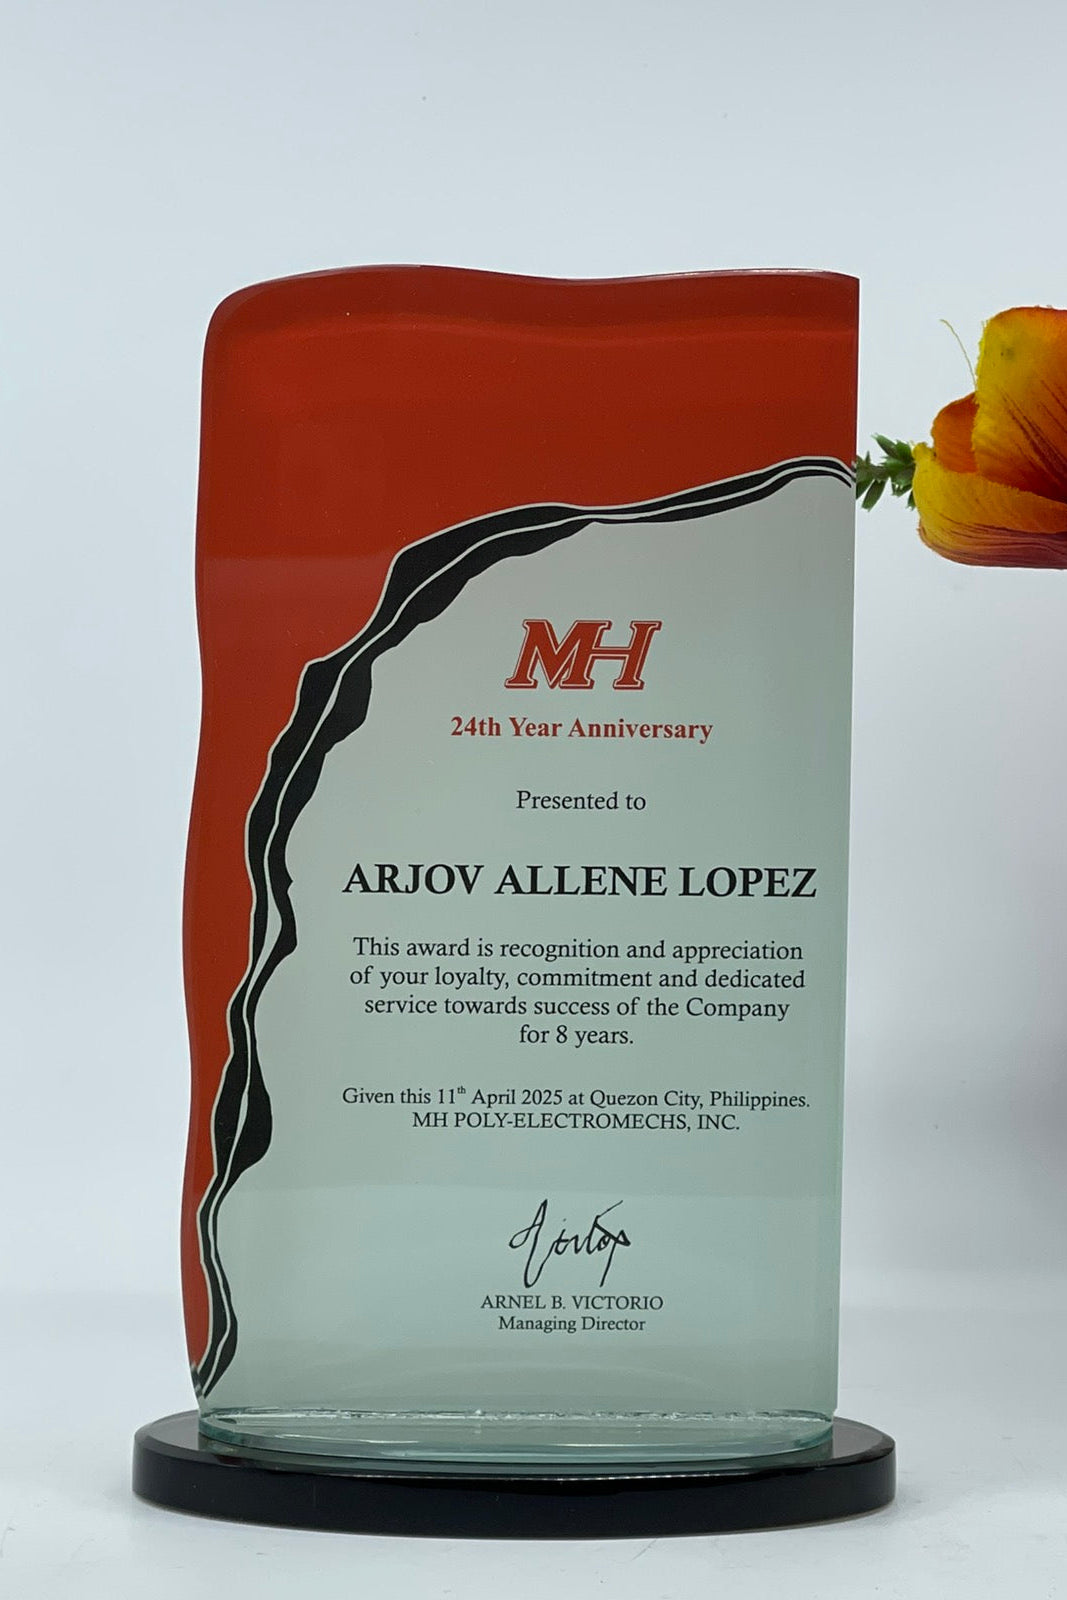 MH
24th Year Anniversary
Presented to
ARJOV ALLENE LOPEZ
This award is recognition and appreciation
of your loyalty, commitment and dedicated
service towards success of the Company
for 8 years.
Given this 11th April 2025 at Quezon City, Philippines.
MH POLY-ELECTROMECHS, INC.
ARNEL B. VICTORIO
Managing Director